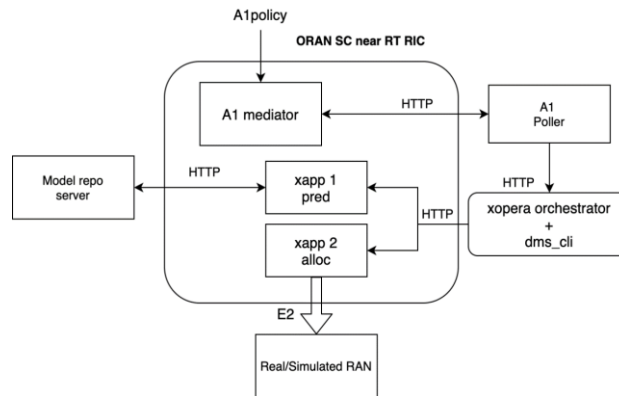 A1policy
ORAN SC near RT RIC
A1 mediator
HTTP
A1
Poller
Model repo
server
HTTP
xapp 1
pred
HTTP
HTTP
xopera orchestrator
+
dms_cli
xapp 2
alloc
E2
Real/Simulated RAN